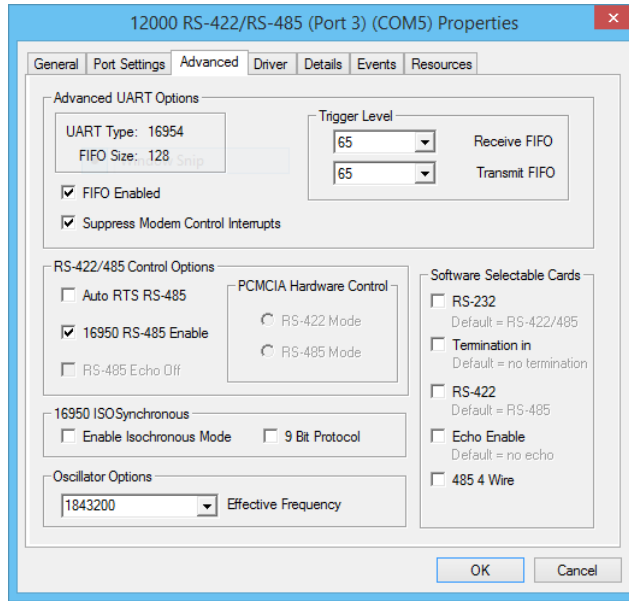 12000 RS-422/RS-485 (Port 3) (COM5) Properties
General Port Settings Advanced Driver Details Events Resources
Advanced UART Options
UART Type: 16954
FIFO Size: 128
Window Snip
FIFO Enabled
Suppress Modem Control Interrupts
Trigger Level
65 Receive FIFO
65 Transmit FIFO
RS-422/485 Control Options
Auto RTS RS-485
16950 RS-485 Enable
RS-485 Echo Off
PCMCIA Hardware Control
RS-422 Mode
RS-485 Mode
16950 ISOSynchronous
Enable Isochronous Mode 9 Bit Protocol
Oscillator Options
1843200 Effective Frequency
Software Selectable Cards
RS-232
Default = RS-422/485
Termination in
Default = no termination
RS-422
Default = RS-485
Echo Enable
Default = no echo
485 4 Wire
OK Cancel